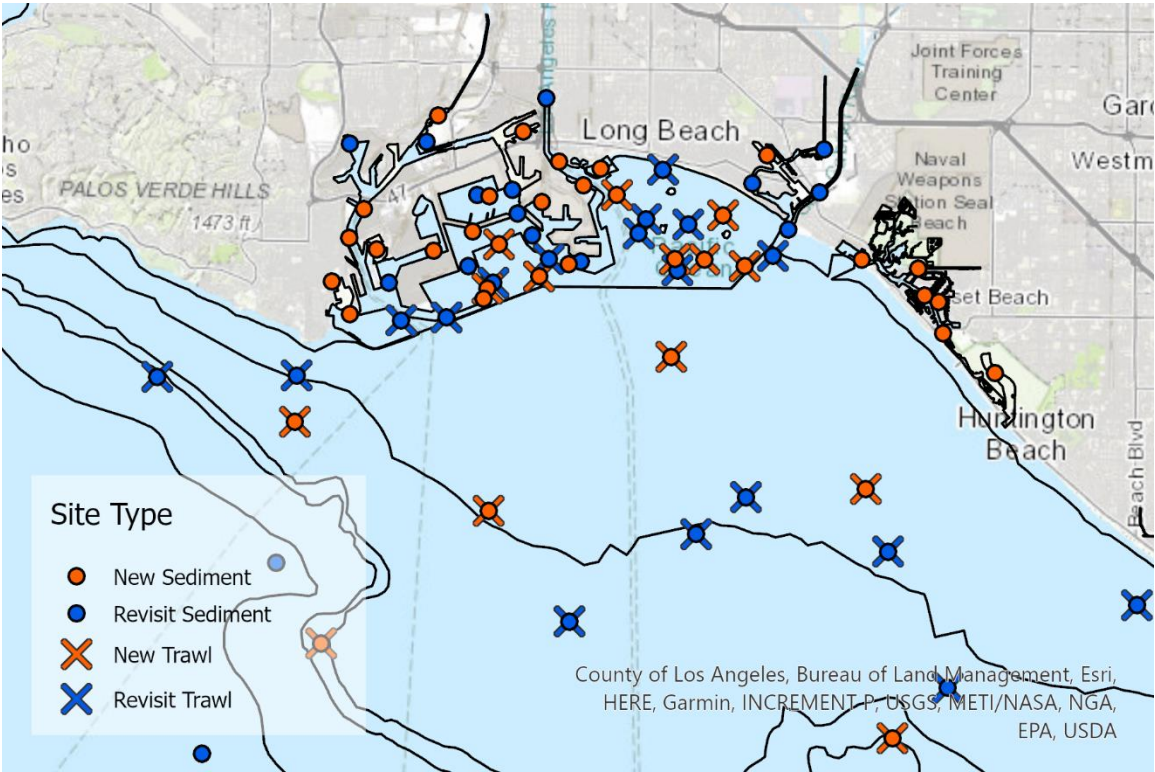 Joint Forces
Training
Center
Long Beach
Naval
Weapons
Station Seal
Beach
PALOS VERDE HILLS
1473 ft
47
Pacific
set Beach
Huntington
Beach
Beach Blvd
Site Type
New Sediment
Revisit Sediment
New Trawl
Revisit Trawl
County of Los Angeles, Bureau of Land Management, Esri,
HERE, Garmin, INCREMENT P, USGS, METI/NASA, NGA,
EPA, USDA